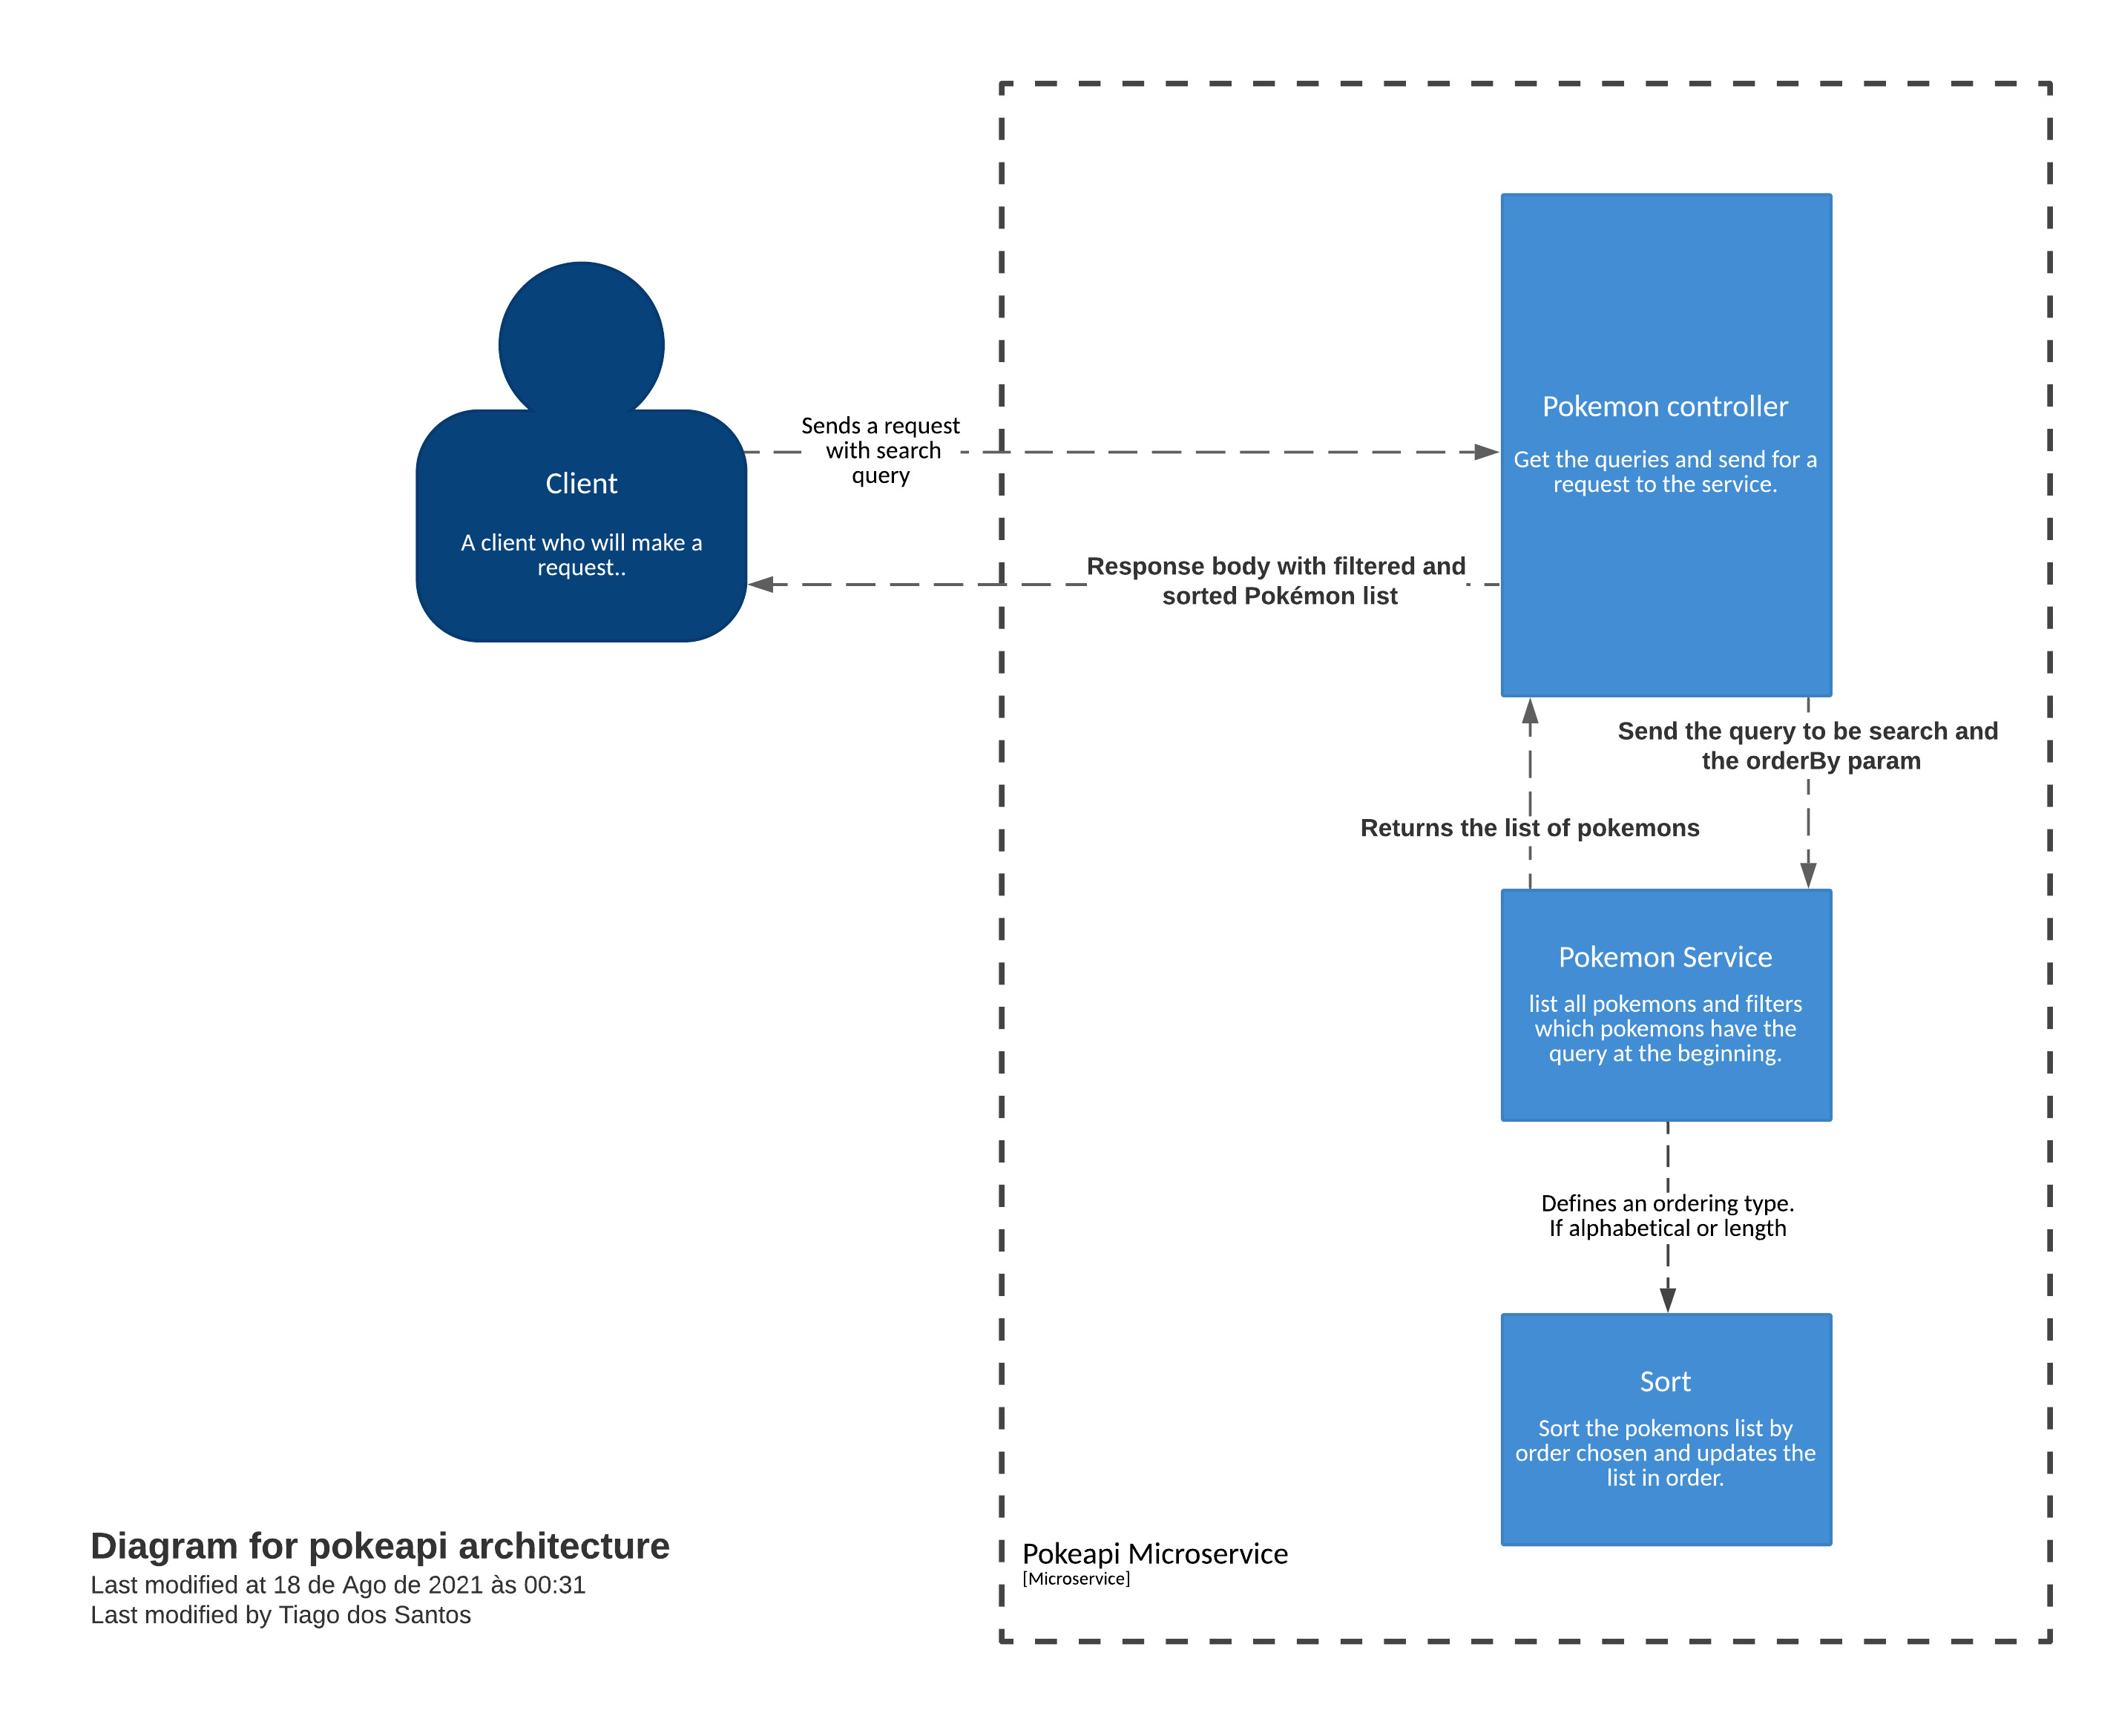 Pokemon controller
Get the queries and send for a
request to the service.
Sends a request
with search
query
Client
A client who will make a
request..
Response body with filtered and
sorted Pokémon list
Send the query to be search and
the orderBy param
Returns the list of pokemons
Pokemon Service
list all pokemons and filters
which pokemons have the
query at the beginning.
Defines an ordering type.
If alphabetical or length
Sort
Sort the pokemons list by
order chosen and updates the
list in order.
Diagram for pokeapi architecture
Last modified at 18 de Ago de 2021 às 00:31
Last modified by Tiago dos Santos
Pokeapi Microservice
[Microservice]